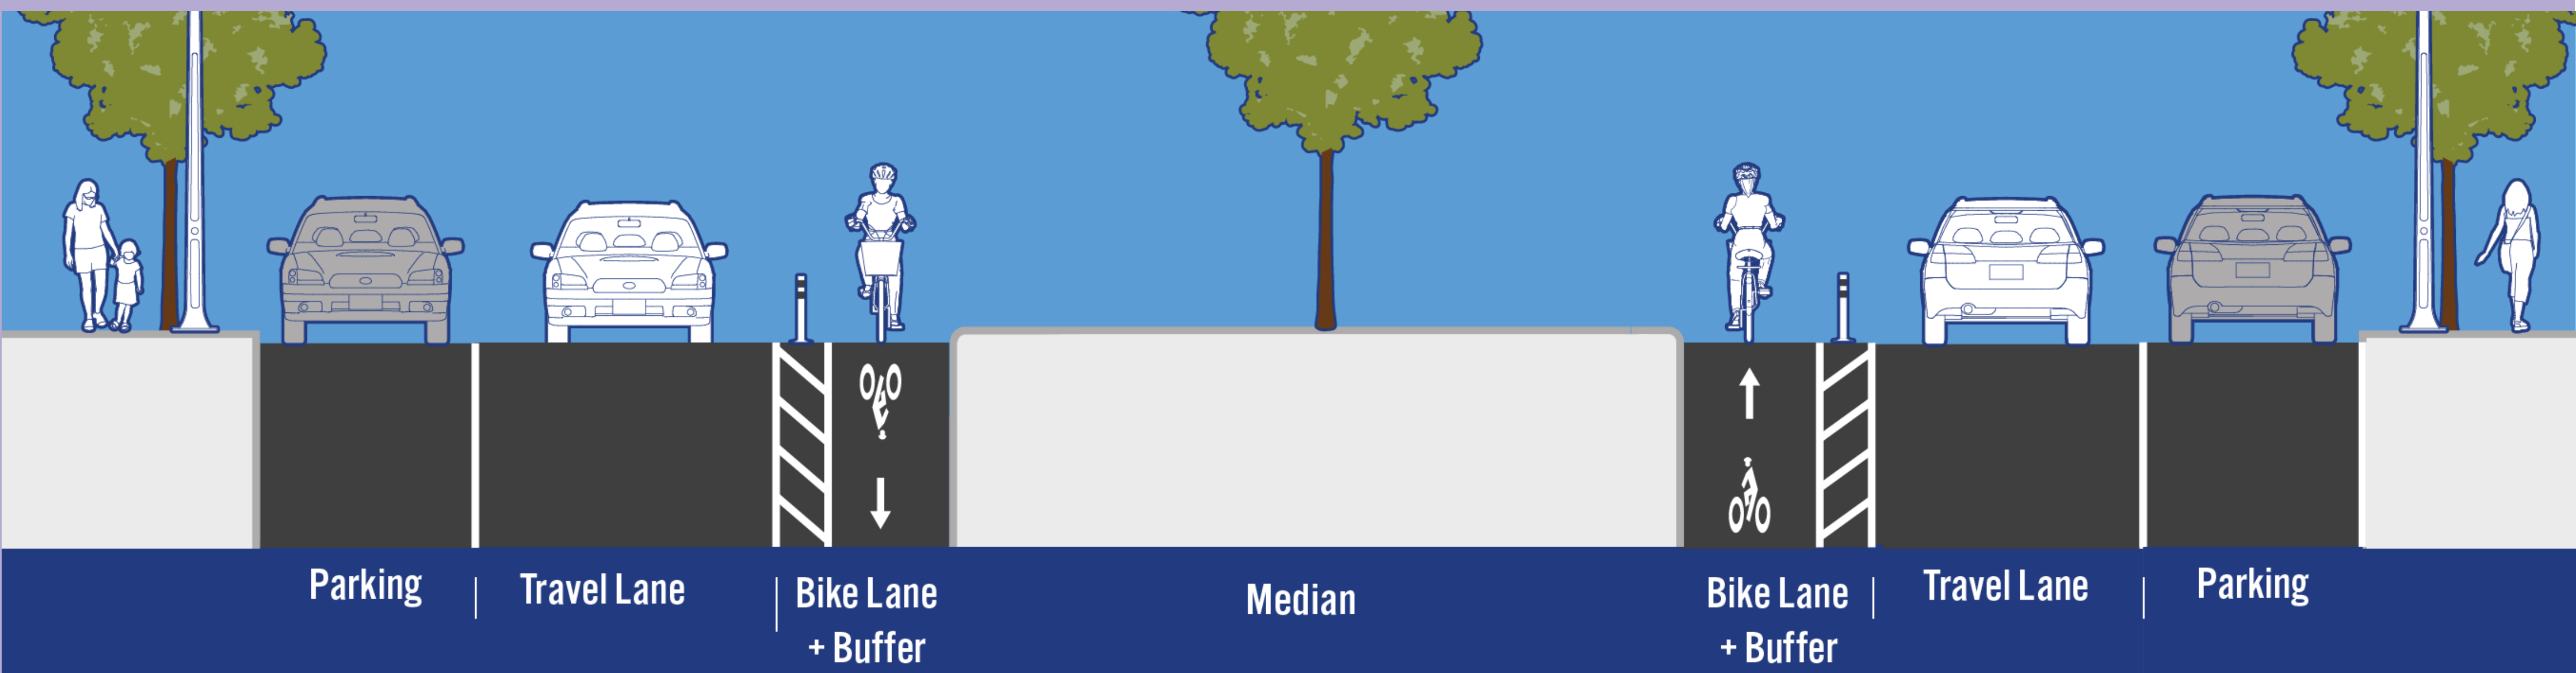 Parking
Travel Lane
Bike Lane
+ Buffer
Median
Bike Lane
+ Buffer
Travel Lane
Parking